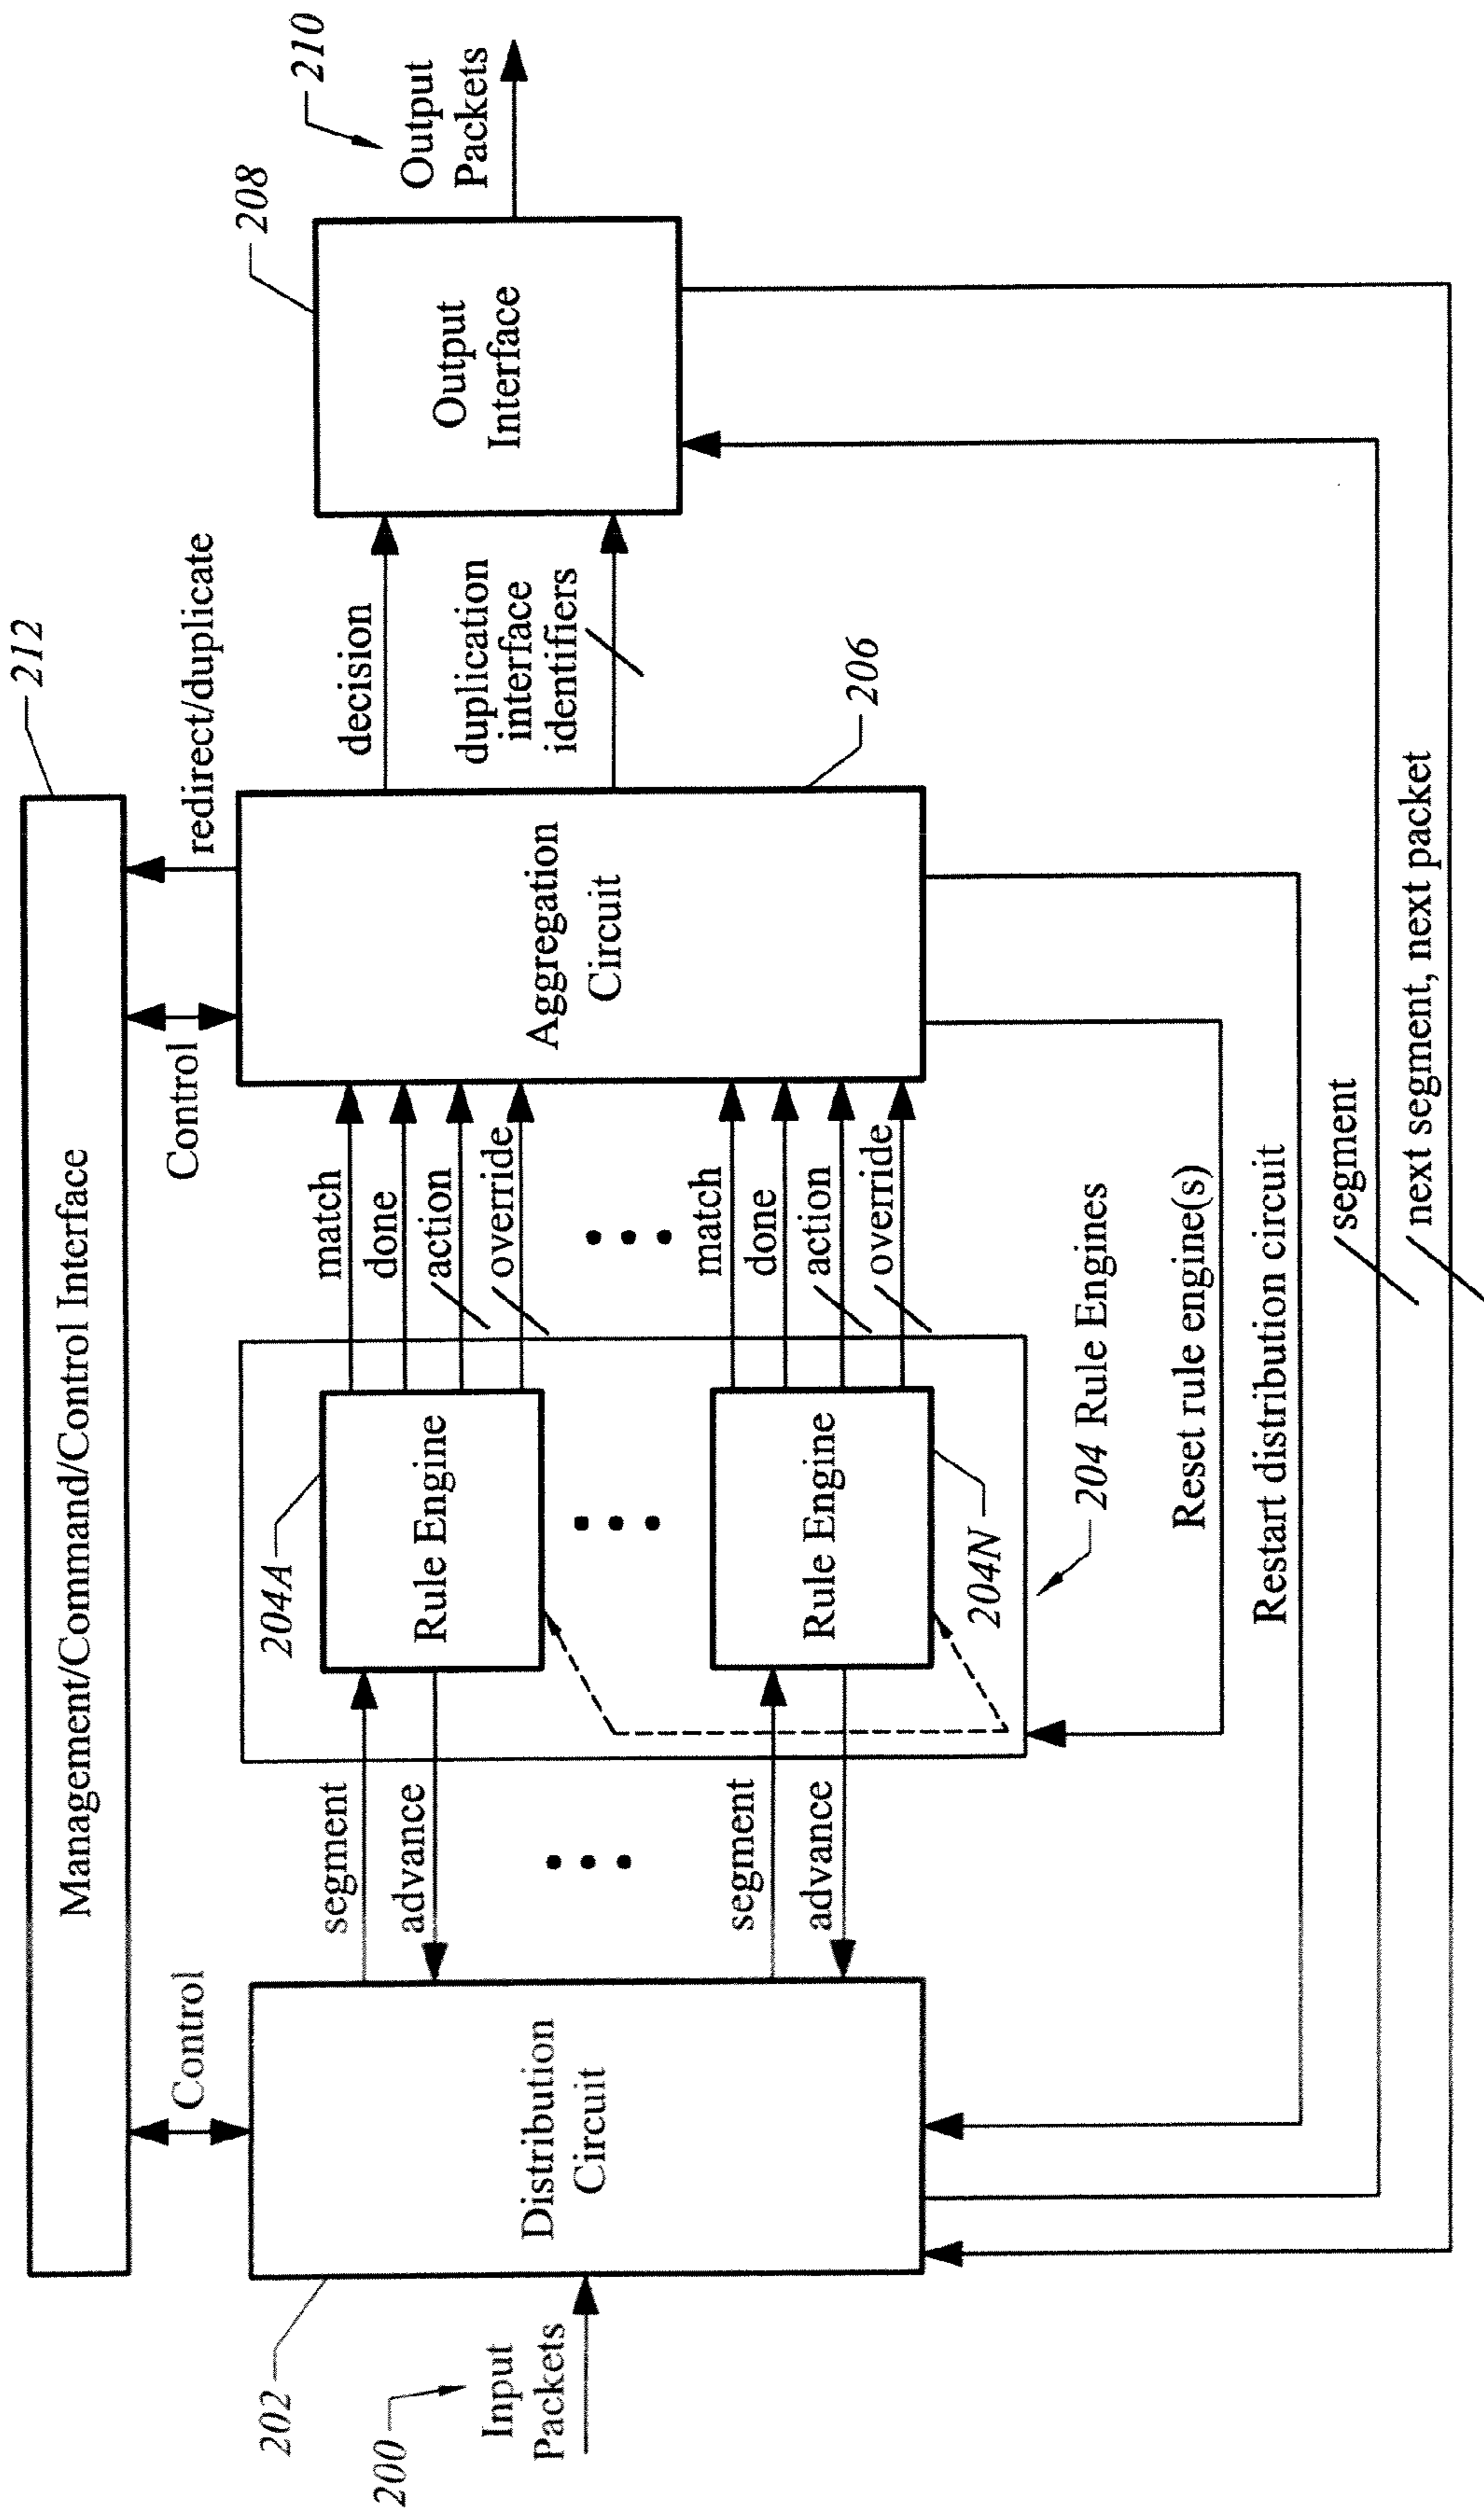 212
Management/Command/Control Interface
Control
Control
redirect/duplicate
202
200
Input
Packets
Distribution
Circuit
segment
advance
segment
advance
204A
Rule Engine
Rule Engine
204N
204 Rule Engines
match
done
action
override
match
done
action
override
Aggregation
Circuit
206
decision
duplication
interface
identifiers
208
Output
Interface
210
Output
Packets
Reset rule engine(s)
Restart distribution circuit
segment
next segment, next packet